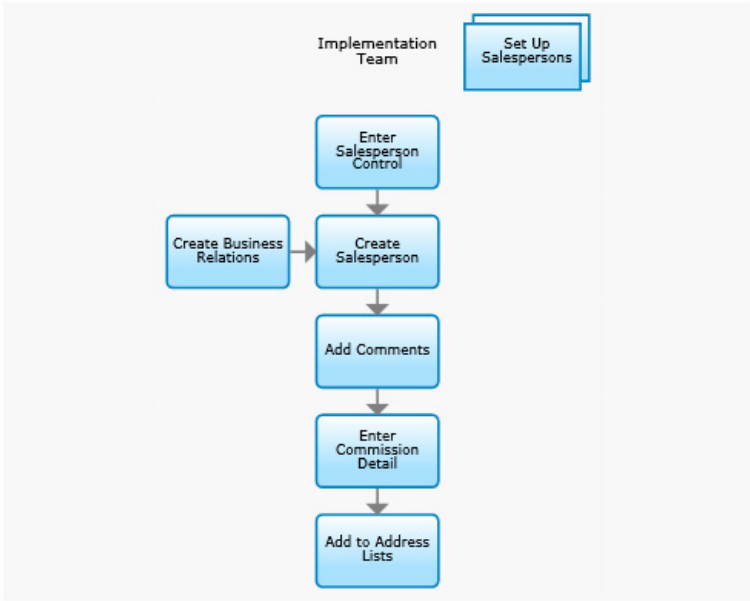 Implementation
Team
Set Up
Salespersons
Enter
Salesperson
Control
Create Business
Relations
Create
Salesperson
Add Comments
Enter
Commission
Detail
Add to Address
Lists